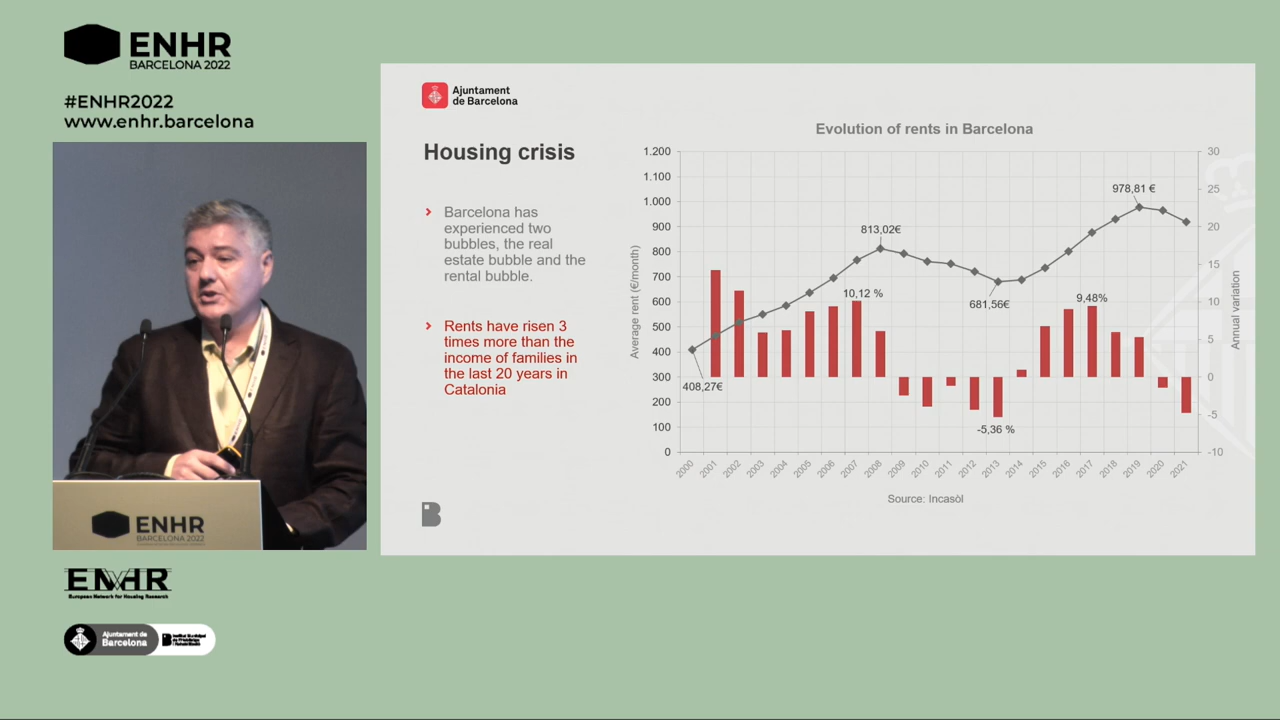 ENHR
BARCELONA 2022
#ENHR2022
www.enhr.barcelona
ENHR
BARCELONA 2022
ENHR
European Network for Housing Research
Ajuntament de
Barcelona
Ajuntament
de Barcelona
Housing crisis
Barcelona has
experienced two
bubbles, the real
estate bubble and the
rental bubble.
Rents have risen 3
times more than the
income of families in
the last 20 years in
Catalonia
B
Evolution of rents in Barcelona
Average rent (€/month)
1.200
1.100
1.000
900
800
700
600
500
400
300
200
100
0
408,27€
813,02€
10,12 %
681,56€
-5,36 %
978,81 €
9,48%
30
25
20
15
10
5
0
-5
-10
Annual variation
2000 2001 2002 2003 2004 2005 2006 2007 2008 2009 2010 2011 2012 2013 2014 2015 2016 2017 2018 2019 2020 2021
Source: Incasòl